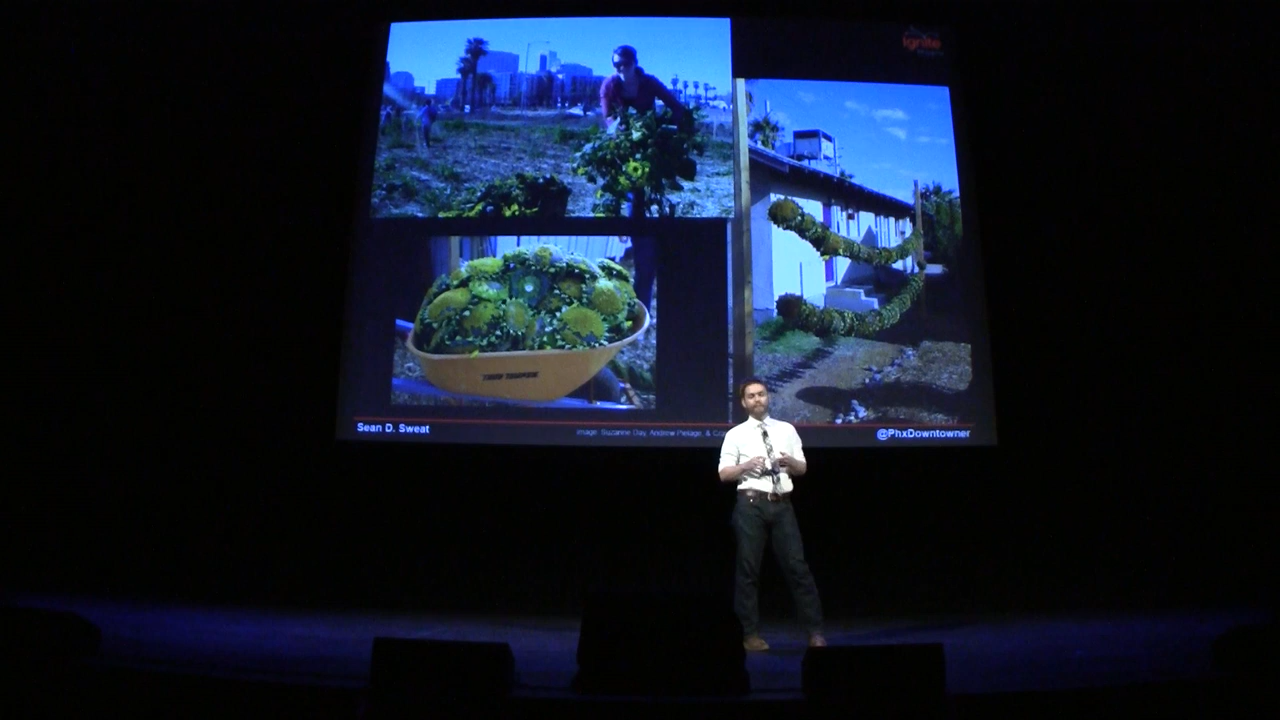 ignite
Sean D. Sweat
image: Suzanne Day, Andrew Pielage, &
@PhxDowntowner